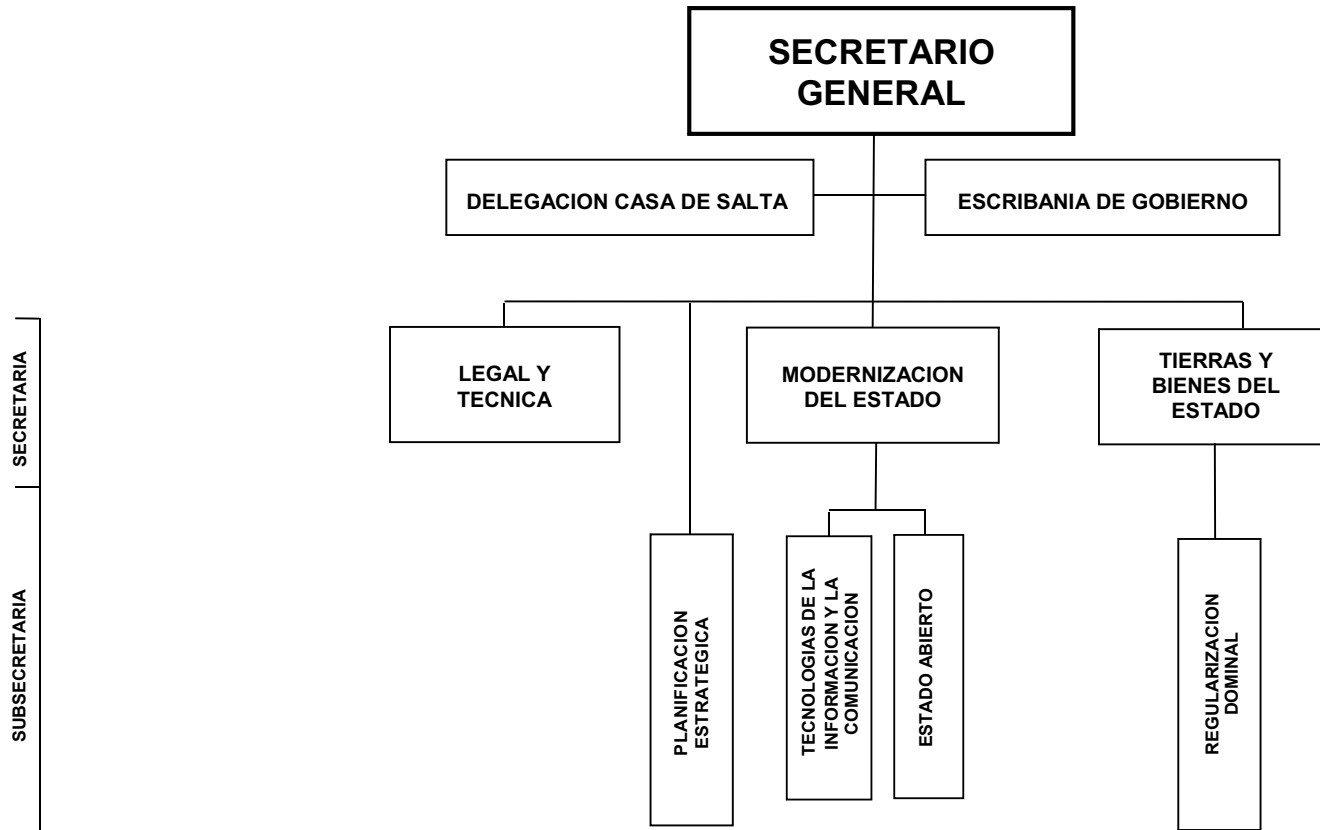 SECRETARIO
GENERAL
DELEGACION CASA DE SALTA
ESCRIBANIA DE GOBIERNO
SECRETARIA
LEGAL Y
TECNICA
MODERNIZACION
DEL ESTADO
TIERRAS Y
BIENES DEL
ESTADO
SUBSECRETARIA
PLANIFICACION
ESTRATEGICA
TECNOLOGIAS DE LA
INFORMACION Y LA
COMUNICACION
ESTADO ABIERTO
REGULARIZACION
DOMINAL